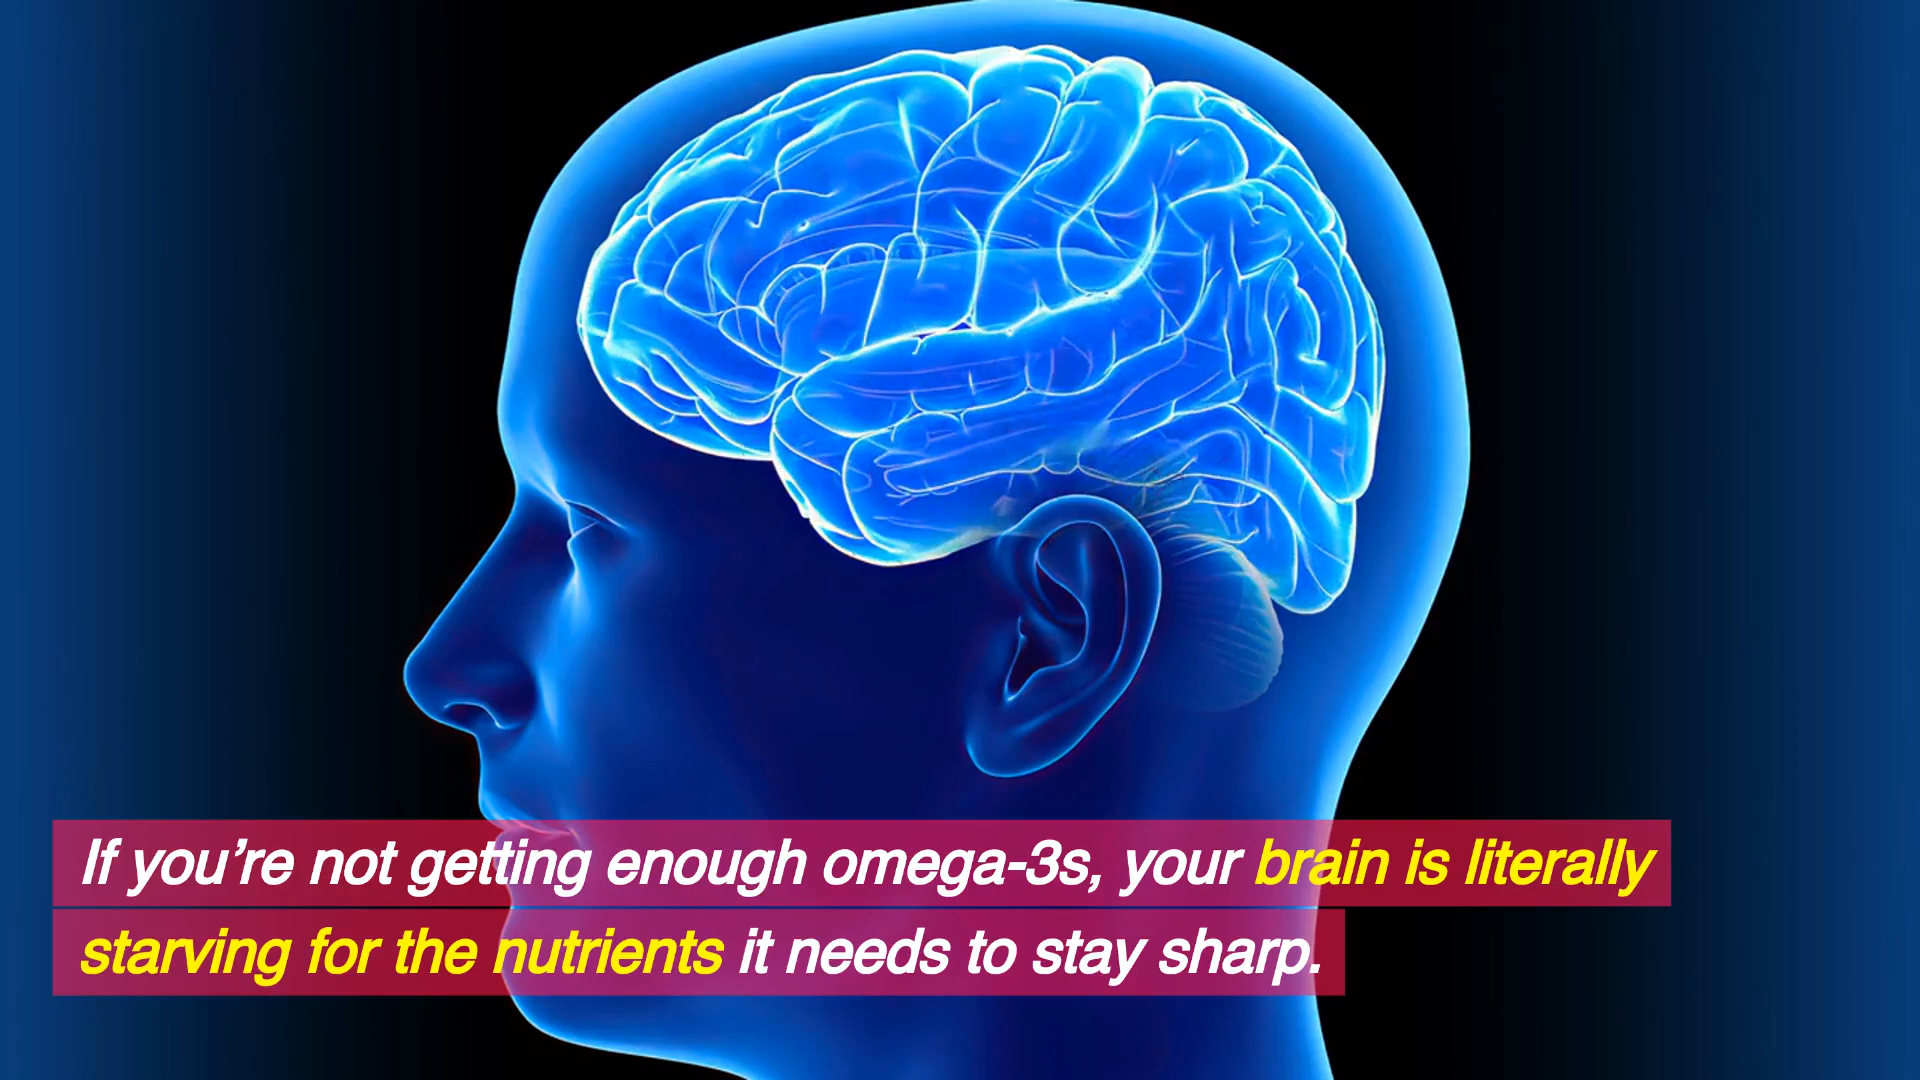 If you’re not getting enough omega-3s, your brain is literally
starving for the nutrients it needs to stay sharp.